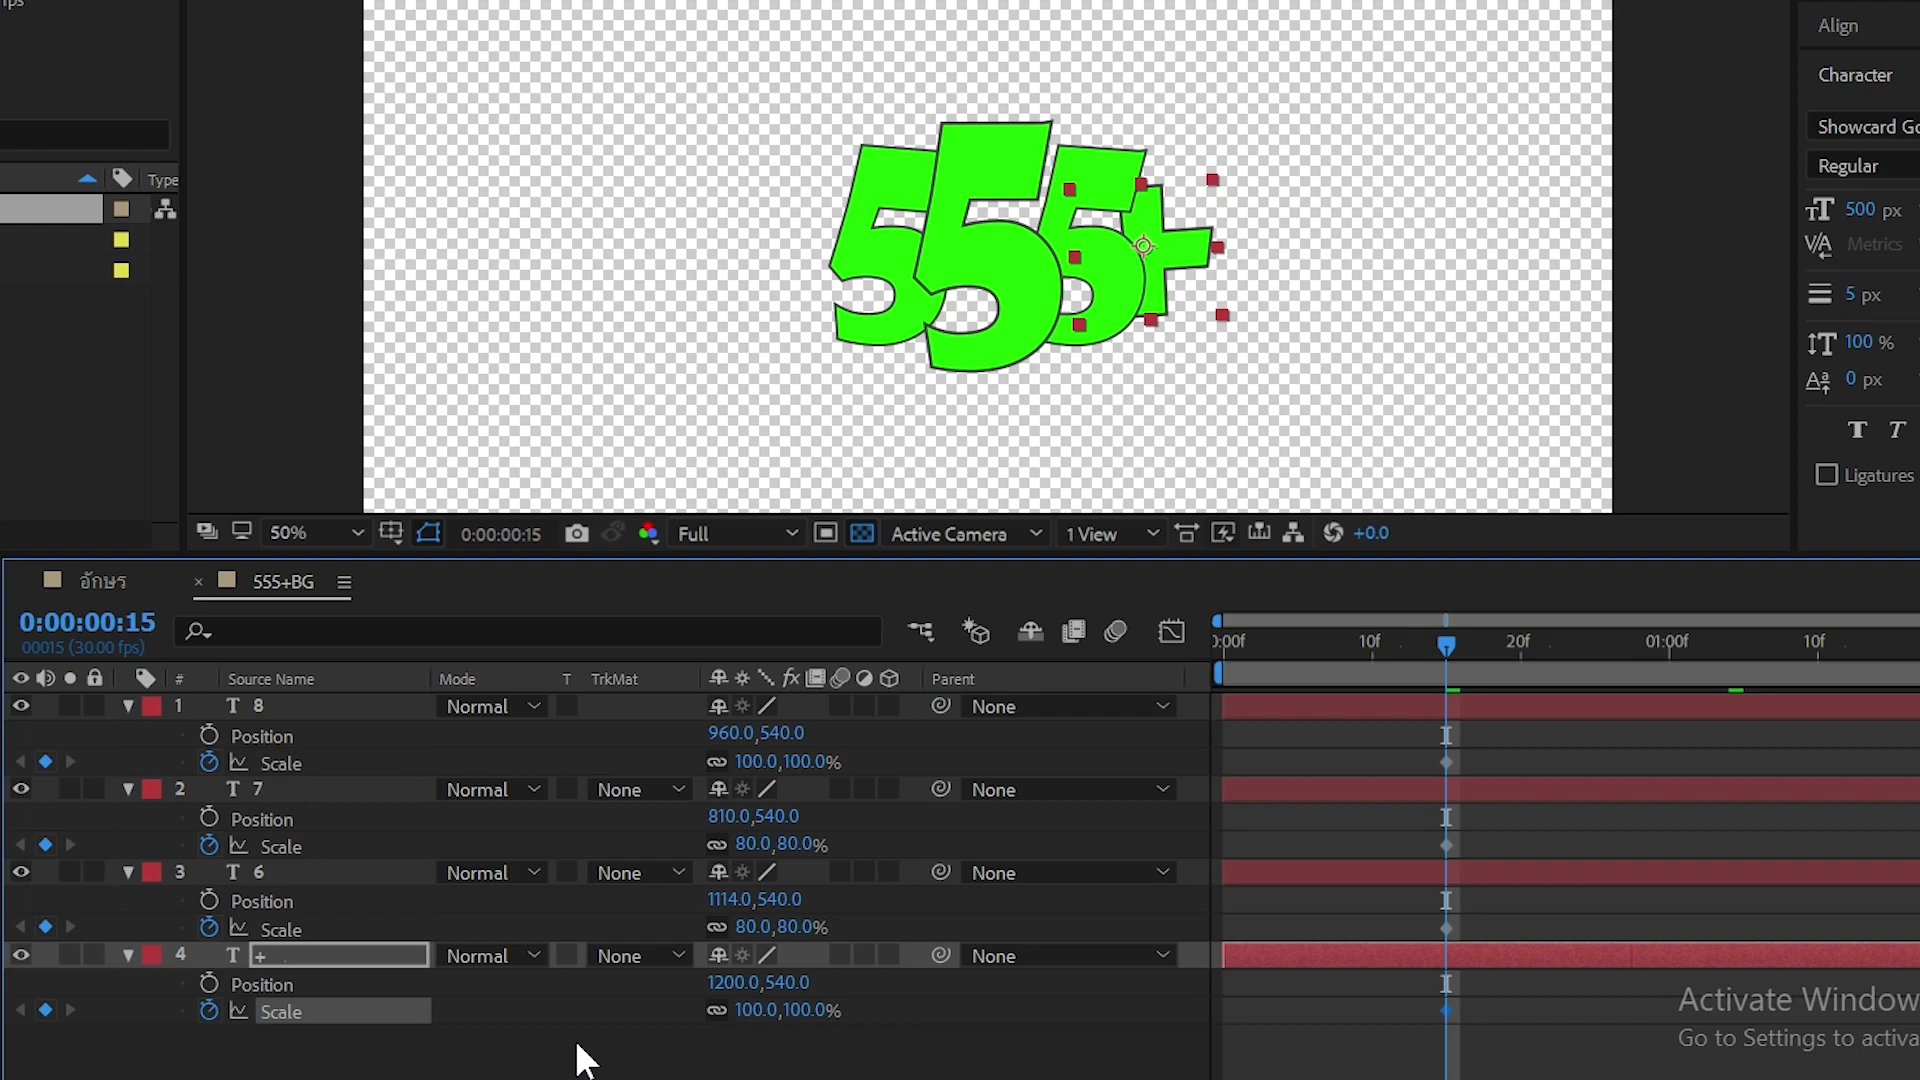 Align
Character
Type
Showcard Go
Regular
500 px
Metrics
5 px
100 %
0 px
T T
Ligatures
555+
50%
0:00:00:15
Full
Active Camera
1 View
+0.0
อักษร
× 555+BG
0:00:00:15
00015 (30.00 fps)
0:00f 10f 20f 01:00f 10f
# Source Name Mode T TrkMat fx Parent
1 T 8 Normal None
Position 960.0,540.0
Scale 100.0,100.0%
2 T 7 Normal None None
Position 810.0,540.0
Scale 80.0,80.0%
3 T 6 Normal None None
Position 1114.0,540.0
Scale 80.0,80.0%
4 T + Normal None None
Position 1200.0,540.0
Scale 100.0,100.0%
Activate Window
Go to Settings to activa